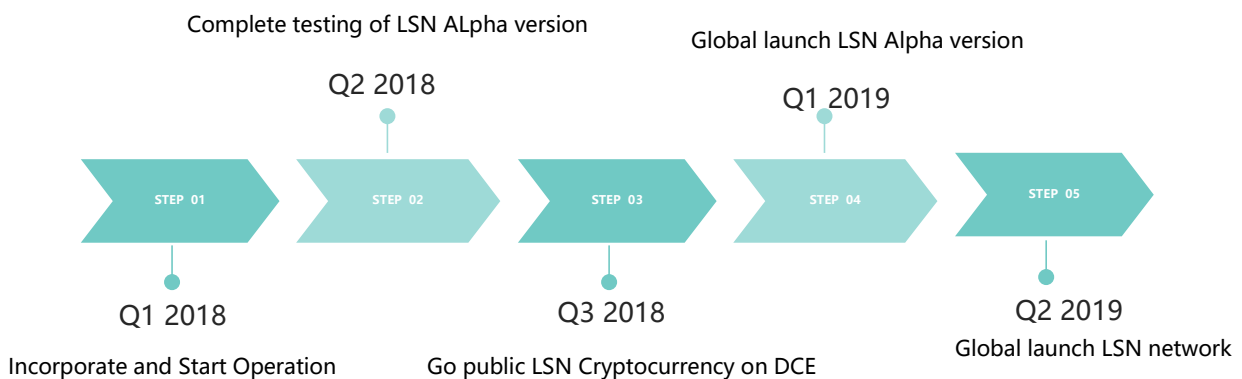 Complete testing of LSN ALpha version
Global launch LSN Alpha version
Q2 2018
Q1 2019
STEP 01
STEP 02
STEP 03
STEP 04
STEP 05
Q1 2018
Q3 2018
Q2 2019
Incorporate and Start Operation
Go public LSN Cryptocurrency on DCE
Global launch LSN network